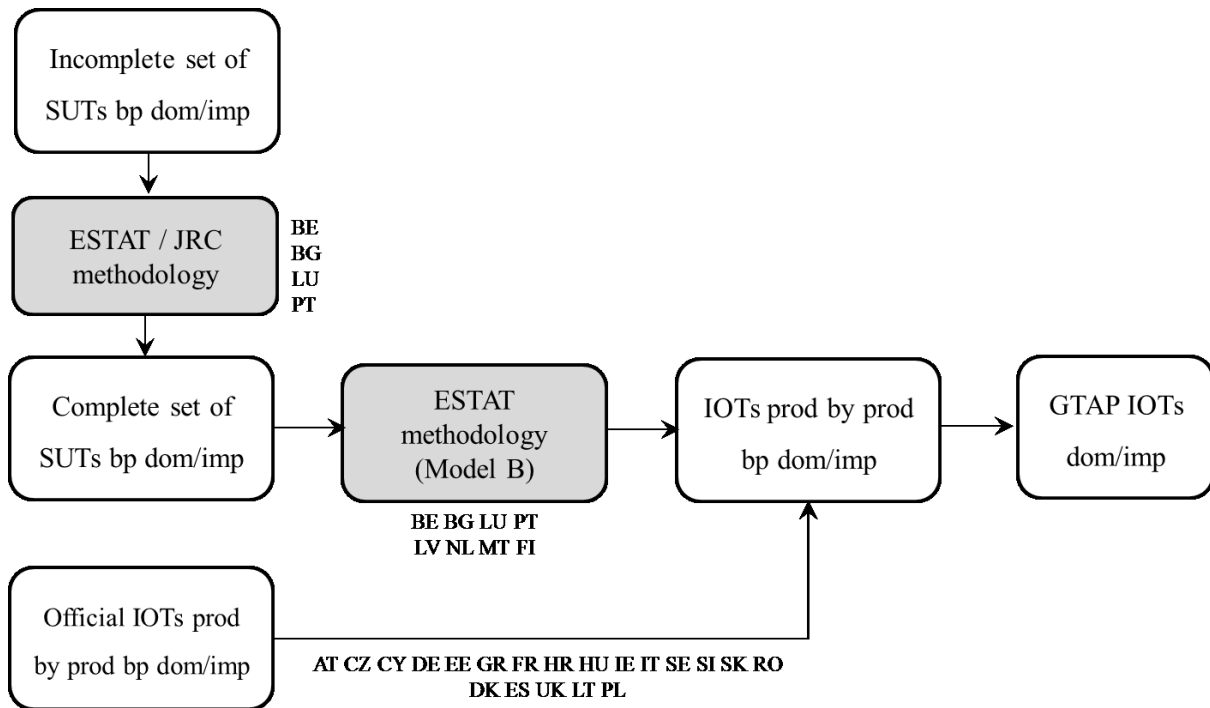 Incomplete set of
SUTs bp dom/imp
ESTAT / JRC
methodology
BE
BG
LU
PT
Complete set of
SUTs bp dom/imp
ESTAT
methodology
(Model B)
BE BG LU PT
LV NL MT FI
IOTs prod by prod
bp dom/imp
GTAP IOTs
dom/imp
Official IOTs prod
by prod bp dom/imp
AT CZ CY DE EE GR FR HR HU IE IT SE SI SK RO
DK ES UK LT PL